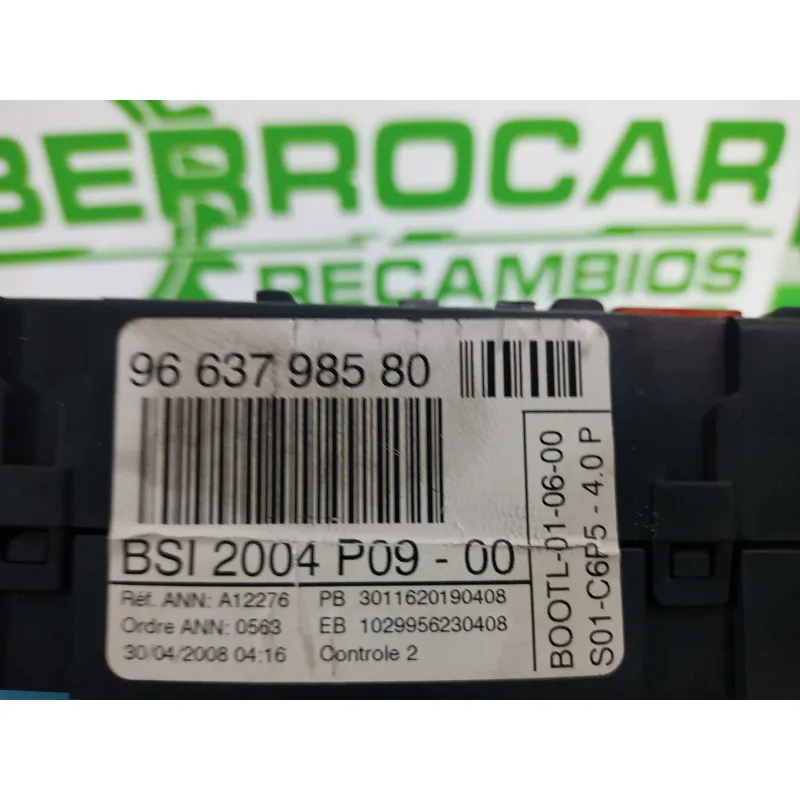 BERROCAR
RECAMBIOS
96 637 985 80
BSI 2004 P09 - 00
Réf. ANN: A12276 PB 3011620190408
Ordre ANN: 0563 EB 1029956230408
30/04/2008 04:16 Controle 2
BOOTL-01-06-00
S01-C6P5 - 4.0 P